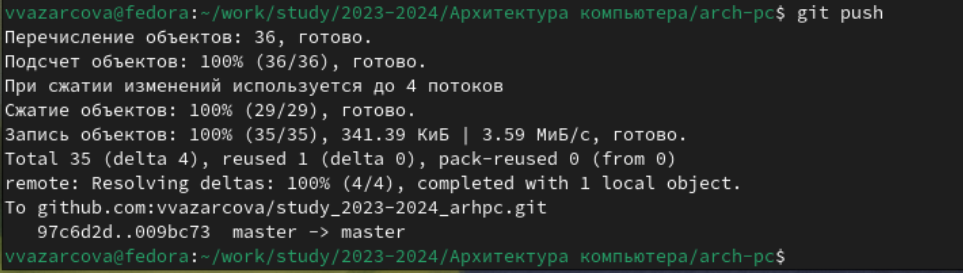 vvazarcova@fedora:~/work/study/2023-2024/Архитектура компьютера/arch-pc$ git push
Перечисление объектов: 36, готово.
Подсчет объектов: 100% (36/36), готово.
При сжатии изменений используется до 4 потоков
Сжатие объектов: 100% (29/29), готово.
Запись объектов: 100% (35/35), 341.39 КиБ | 3.59 МиБ/с, готово.
Total 35 (delta 4), reused 1 (delta 0), pack-reused 0 (from 0)
remote: Resolving deltas: 100% (4/4), completed with 1 local object.
To github.com:vvazarcova/study_2023-2024_arhpc.git
   97c6d2d..009bc73  master -> master
vvazarcova@fedora:~/work/study/2023-2024/Архитектура компьютера/arch-pc$